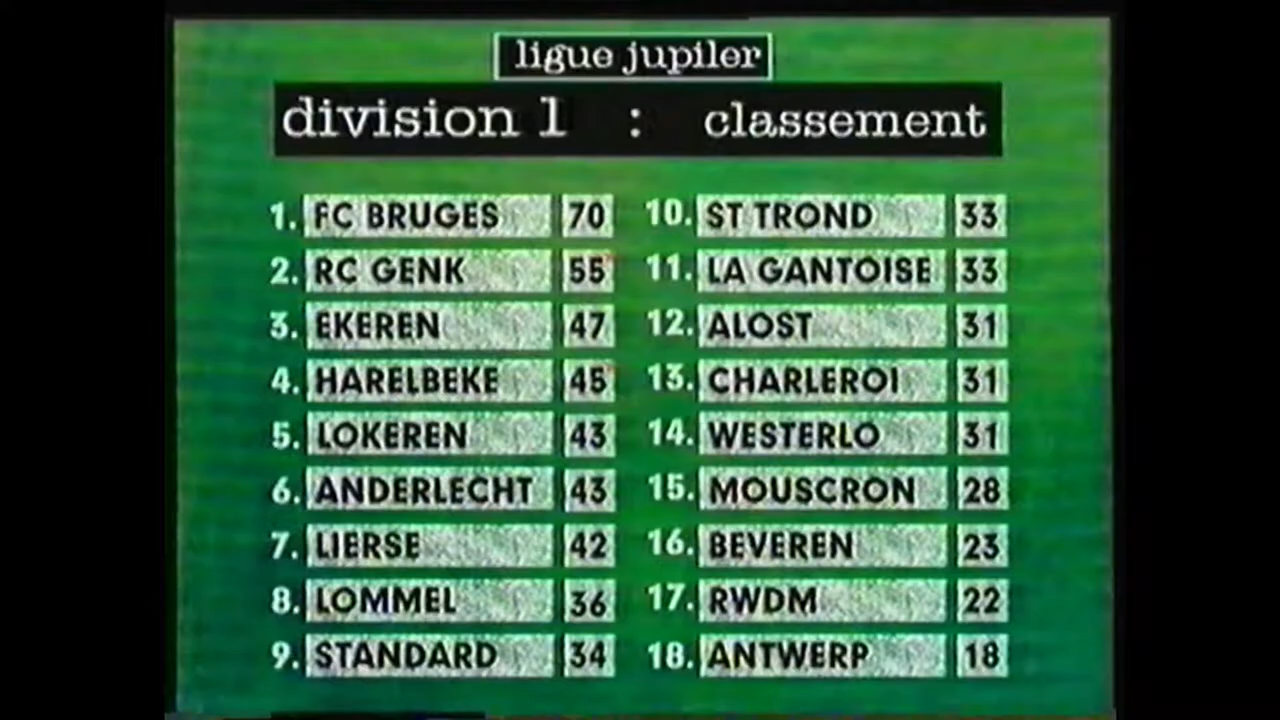 ligue jupiler
division 1 : classement
1. FC BRUGES 70
2. RC GENK 55
3. EKEREN 47
4. HARELBEKE 45
5. LOKEREN 43
6. ANDERLECHT 43
7. LIERSE 42
8. LOMMEL 36
9. STANDARD 34
10. ST TROND 33
11. LA GANTOISE 33
12. ALOST 31
13. CHARLEROI 31
14. WESTERLO 31
15. MOUSCRON 28
16. BEVEREN 23
17. RWDM 22
18. ANTWERP 18